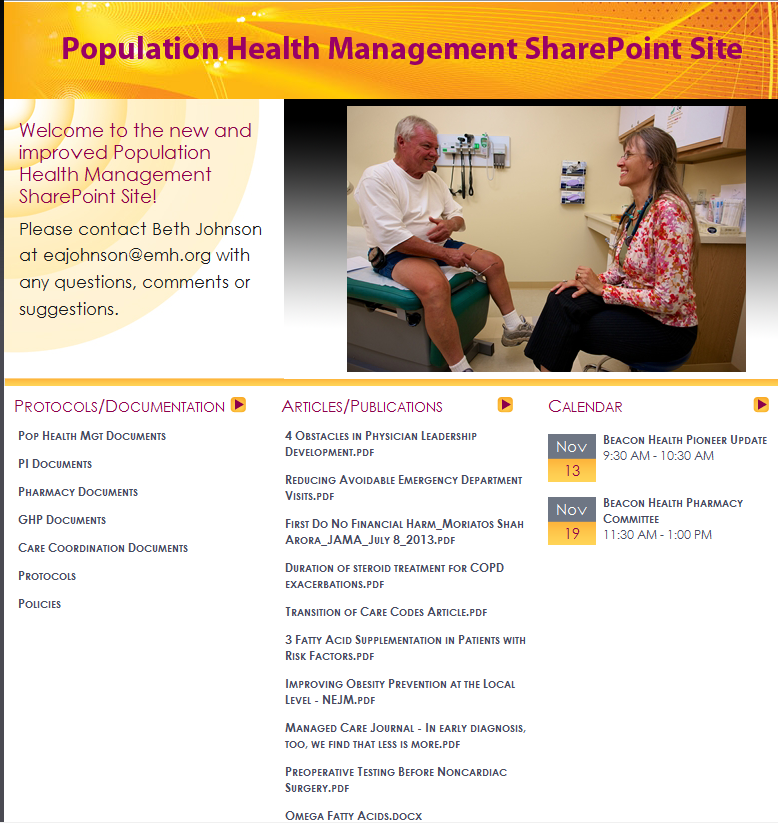 Population Health Management SharePoint Site
Welcome to the new and
improved Population
Health Management
SharePoint Site!
Please contact Beth Johnson
at eajohnson@emh.org with
any questions, comments or
suggestions.
Protocols/Documentation
Pop Health Mgt Documents
PI Documents
Pharmacy Documents
GHP Documents
Care Coordination Documents
Protocols
Policies
Articles/Publications
4 Obstacles in Physician Leadership
Development.pdf
Reducing Avoidable Emergency Department
Visits.pdf
First Do No Financial Harm_Moriatos Shah
Arora_JAMA_July 8_2013.pdf
Duration of steroid treatment for COPD
exacerbations.pdf
Transition of Care Codes Article.pdf
3 Fatty Acid Supplementation in Patients with
Risk Factors.pdf
Improving Obesity Prevention at the Local
Level - NEJM.pdf
Managed Care Journal - In early diagnosis,
too, we find that less is more.pdf
Preoperative Testing Before Noncardiac
Surgery.pdf
Omega Fatty Acids.docx
Calendar
Nov
13
Beacon Health Pioneer Update
9:30 AM - 10:30 AM
Nov
19
Beacon Health Pharmacy
Committee
11:30 AM - 1:00 PM